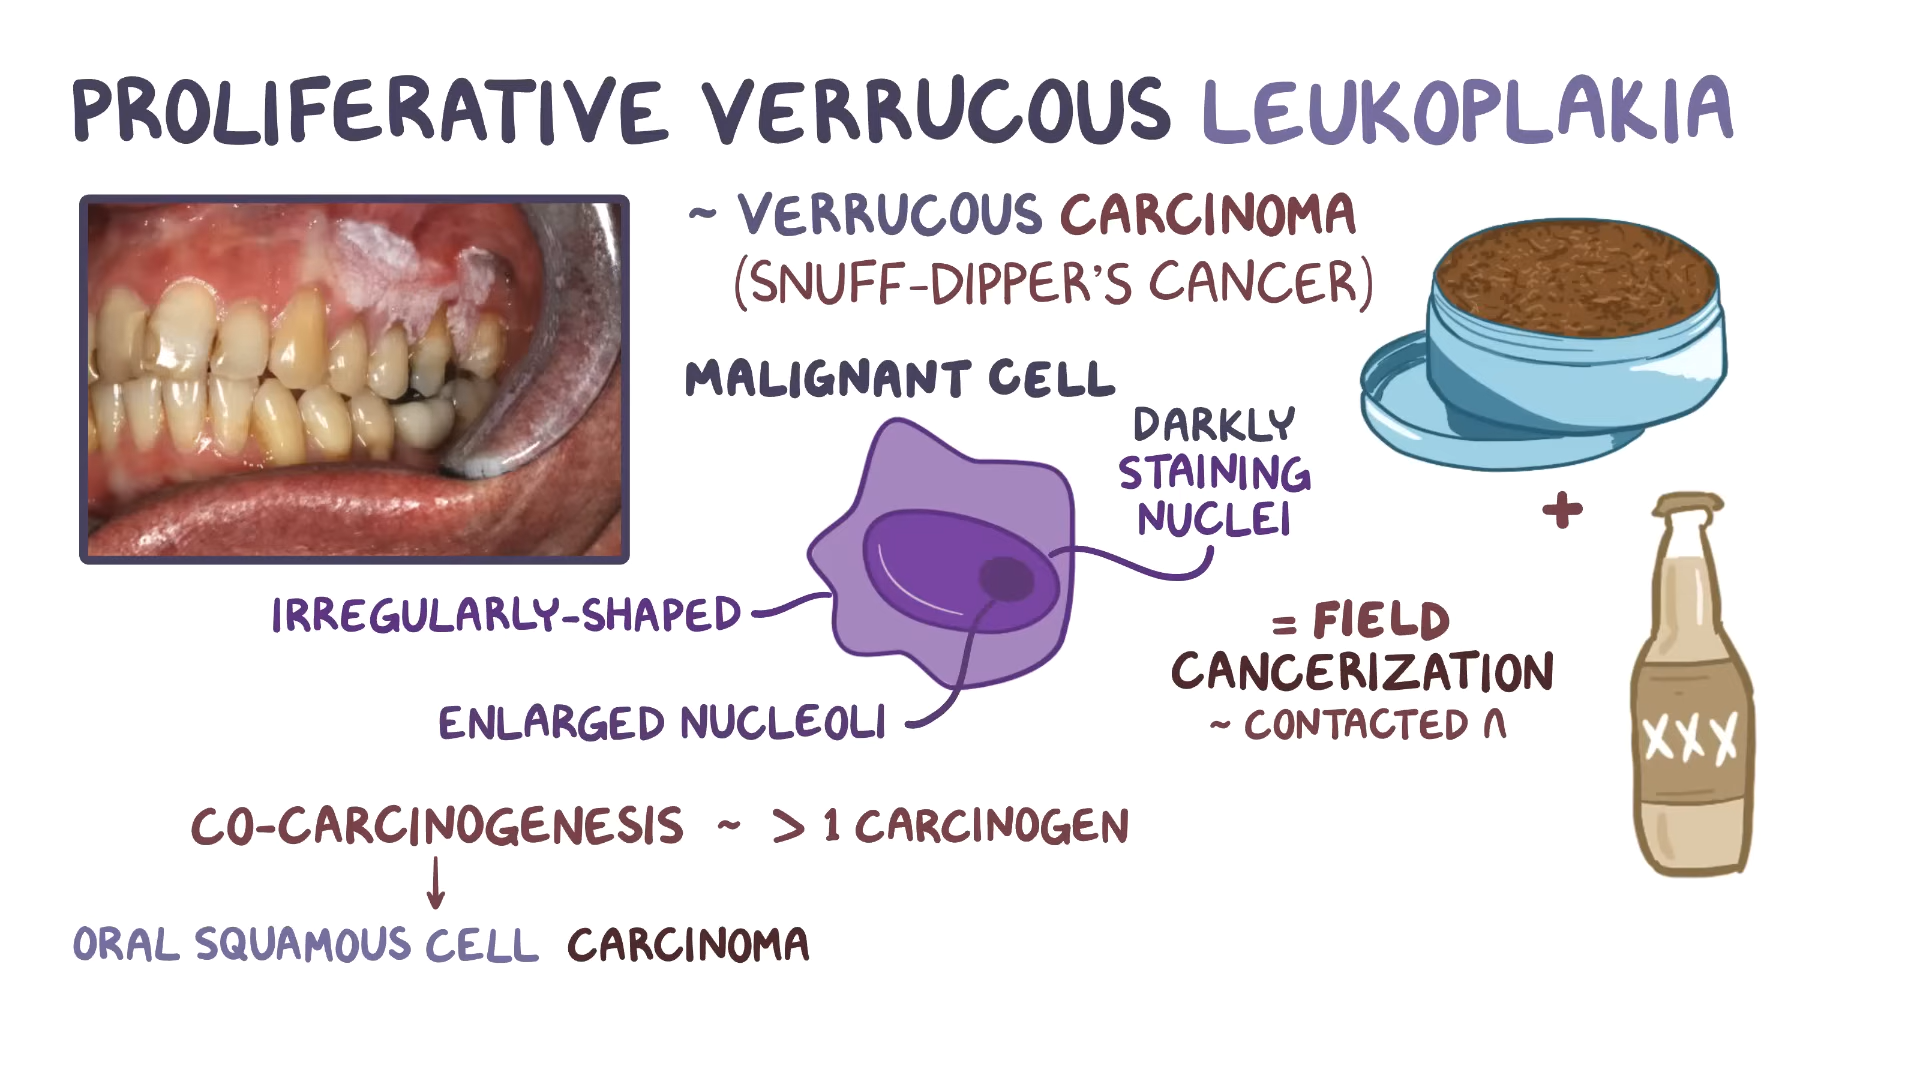 PROLIFERATIVE VERRUCOUS LEUKOPLAKIA
~ VERRUCOUS CARCINOMA
(SNUFF-DIPPER'S CANCER)
MALIGNANT CELL
DARKLY
STAINING
NUCLEI
IRREGULARLY-SHAPED
ENLARGED NUCLEOLI
+
= FIELD
CANCERIZATION
~ CONTACTED
XXX
CO-CARCINOGENESIS ~ > 1 CARCINOGEN
↓
ORAL SQUAMOUS CELL CARCINOMA